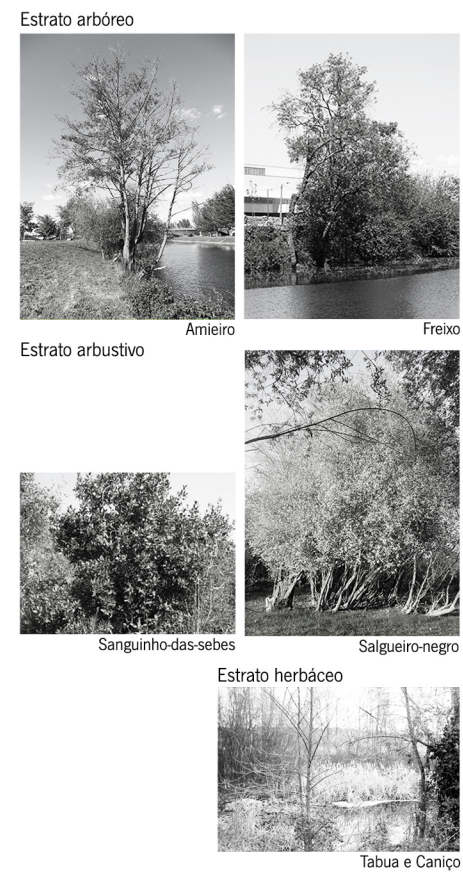 Estrato arbóreo
Amieiro
Freixo
Estrato arbustivo
Sanguinho-das-sebes
Salgueiro-negro
Estrato herbáceo
Tabua e Caniço